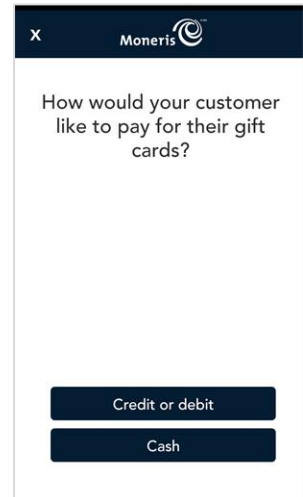 X
Moneris
How would your customer
like to pay for their gift
cards?
Credit or debit
Cash